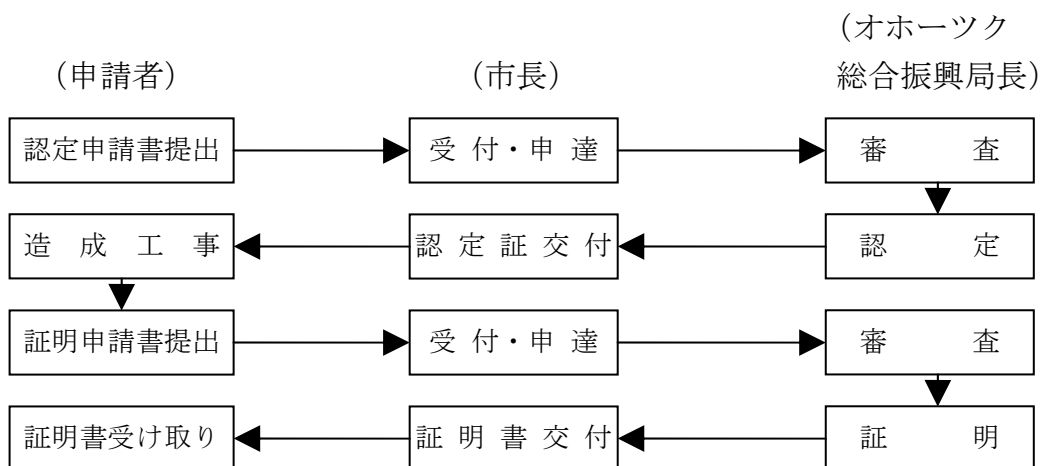 (オホーツク
(申請者)
(市長)
総合振興局長)
認定申請書提出
受付・申達
審査
造成工事
認定証交付
認定
証明申請書提出
受付・申達
審査
証明書受け取り
証明書交付
証明